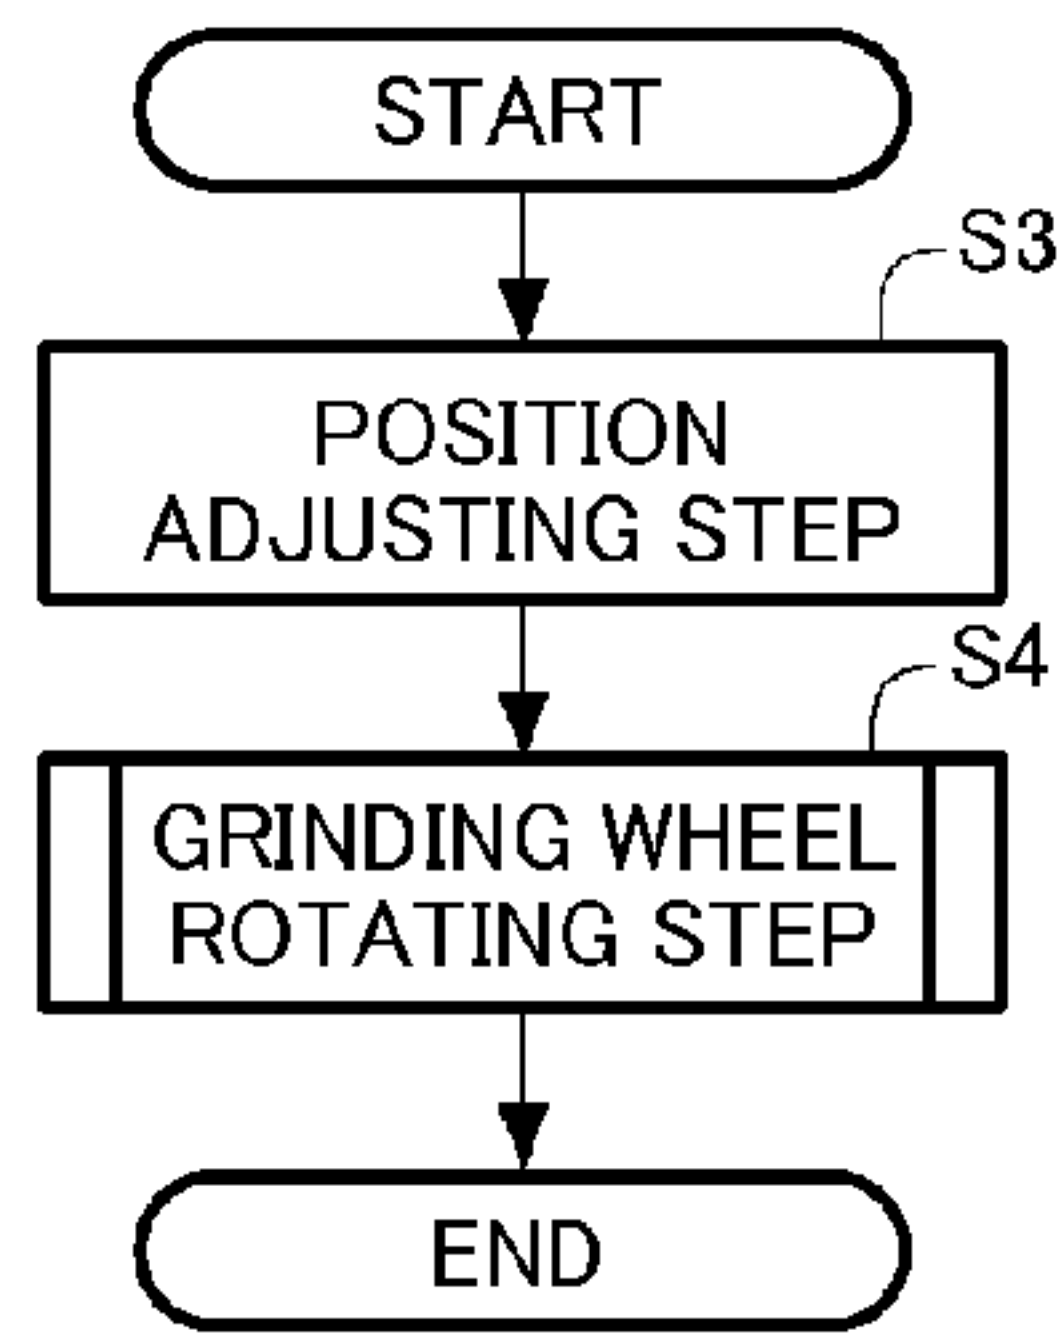 START
S3
POSITION
ADJUSTING STEP
S4
GRINDING WHEEL
ROTATING STEP
END